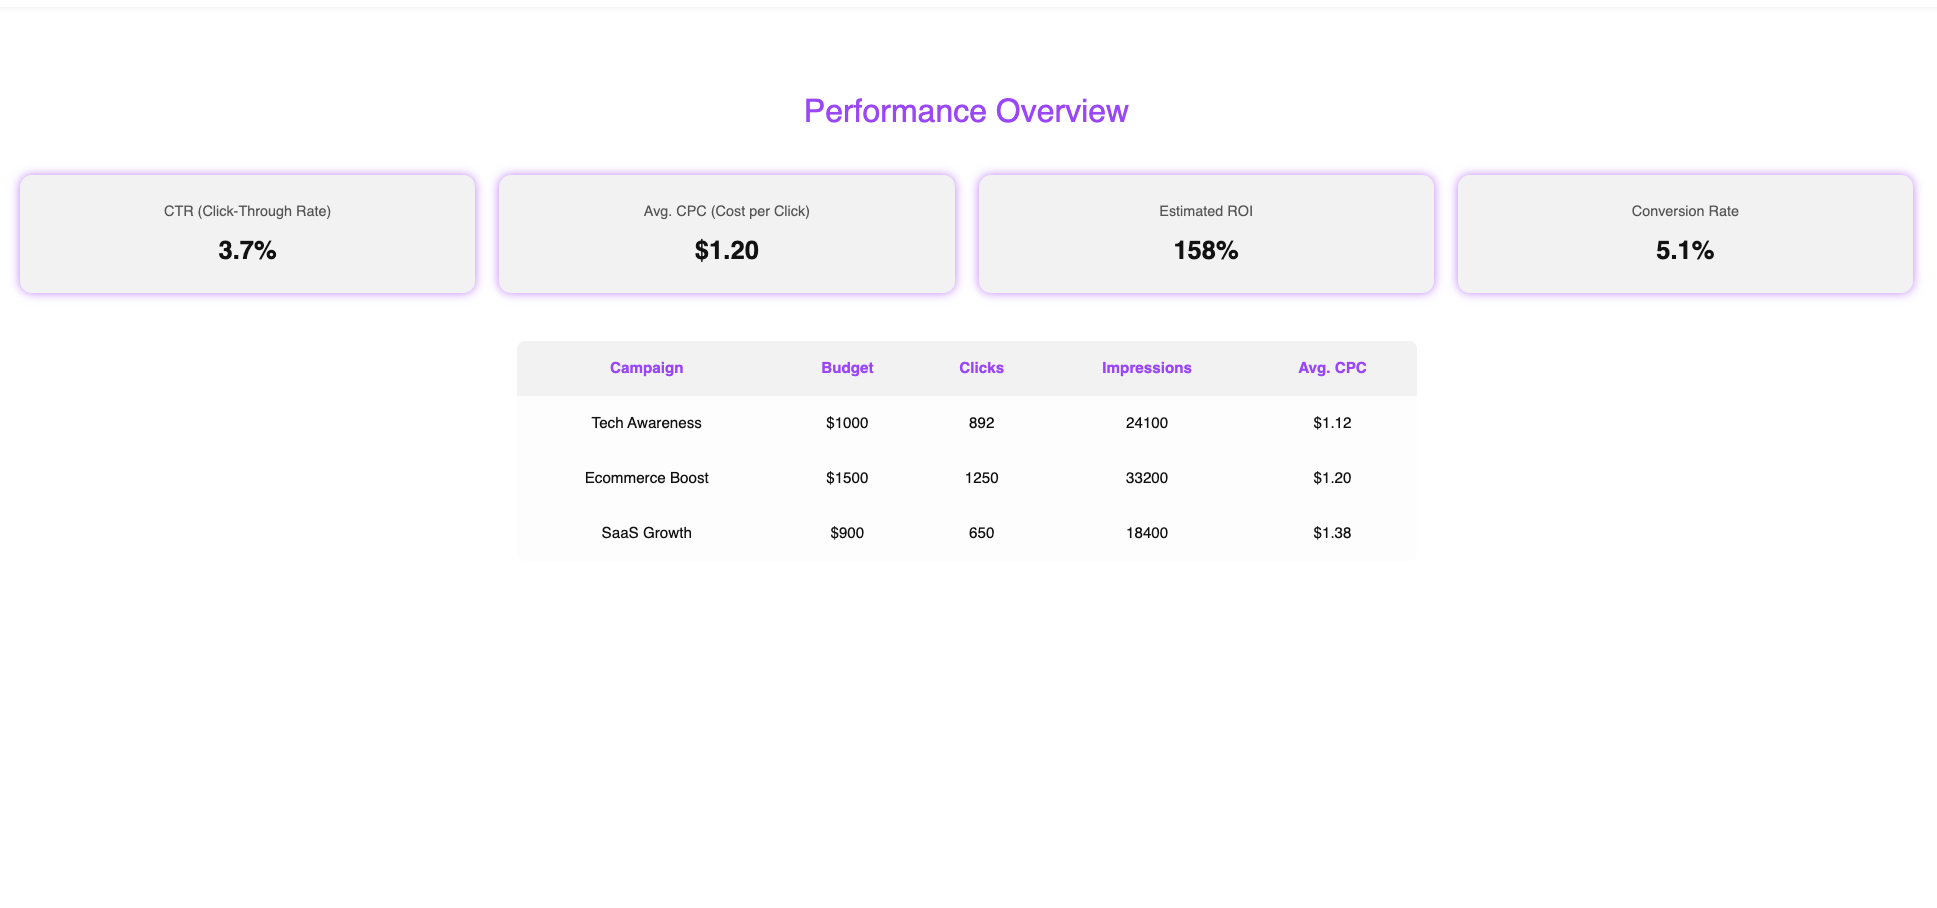 Performance Overview
CTR (Click-Through Rate) Avg. CPC (Cost per Click) Estimated ROI Conversion Rate
3.7% $1.20 158% 5.1%
Campaign Budget Clicks Impressions Avg. CPC
Tech Awareness $1000 892 24100 $1.12
Ecommerce Boost $1500 1250 33200 $1.20
SaaS Growth $900 650 18400 $1.38